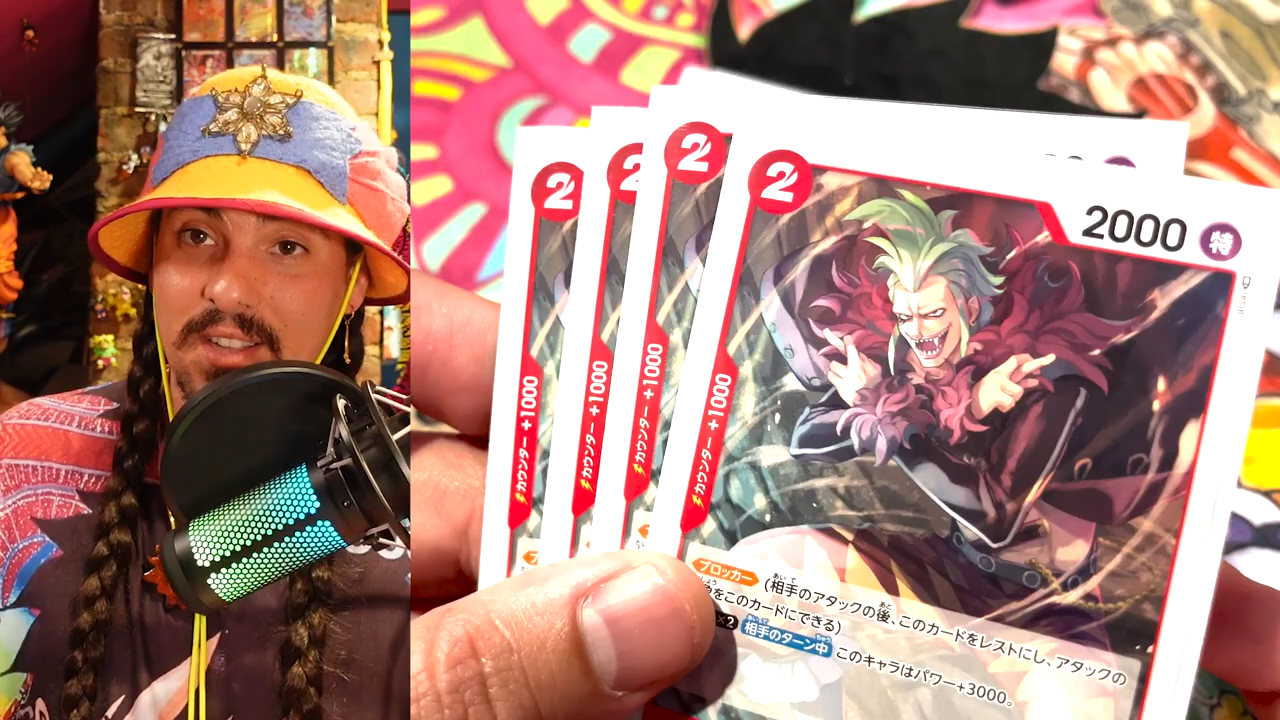 2
2
2
2
2000 特
⚡カウンター +1000
⚡カウンター +1000
⚡カウンター +1000
⚡カウンター +1000
ブロッカー (相手のアタックの後、このカードをレストにし、アタックの
をこのカードにできる)
×2 相手のターン中 このキャラはパワー+3000。